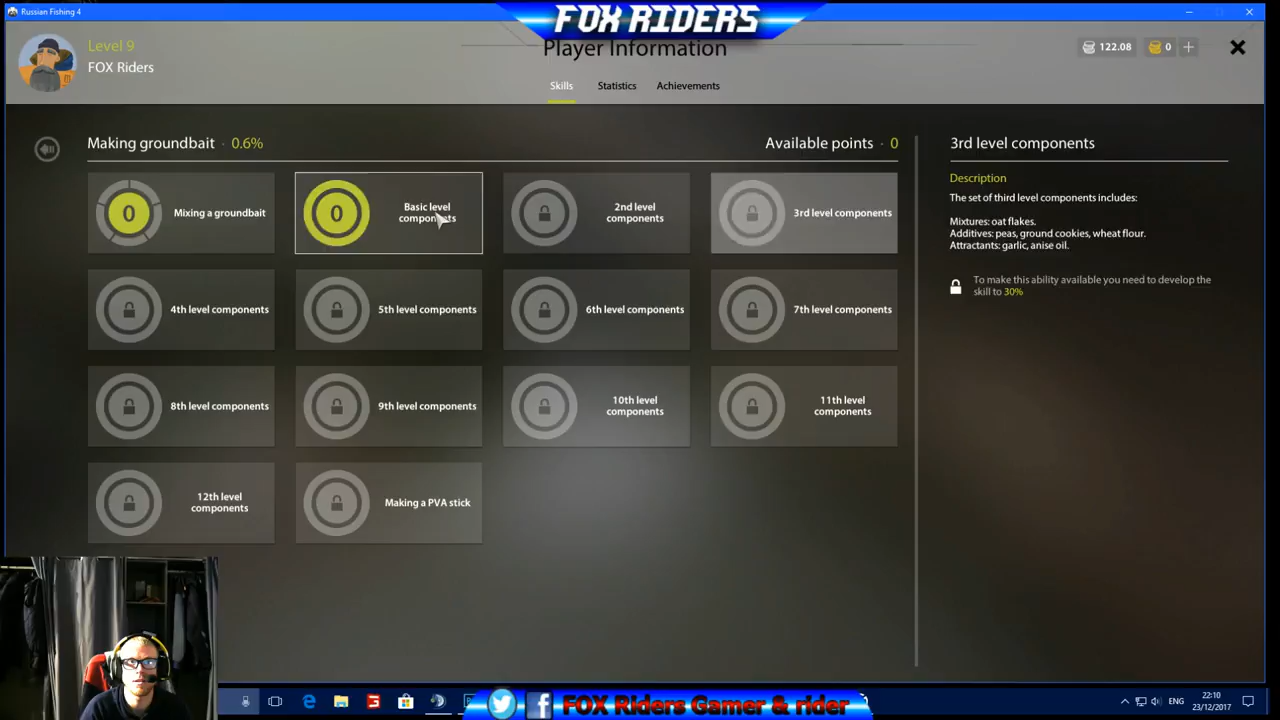 Russian Fishing 4
FOX RIDERS
Level 9
FOX Riders
Player Information
122.08
0
Skills
Statistics
Achievements
Making groundbait · 0.6%
Available points · 0
0
Mixing a groundbait
0
Basic level
components
2nd level
components
3rd level components
4th level components
5th level components
6th level components
7th level components
8th level components
9th level components
10th level
components
11th level
components
12th level
components
Making a PVA stick
3rd level components
Description
The set of third level components includes:
Mixtures: oat flakes.
Additives: peas, ground cookies, wheat flour.
Attractants: garlic, anise oil.
To make this ability available you need to develop the
skill to 30%
FOX Riders Gamer & rider
ENG
22:10
23/12/2017